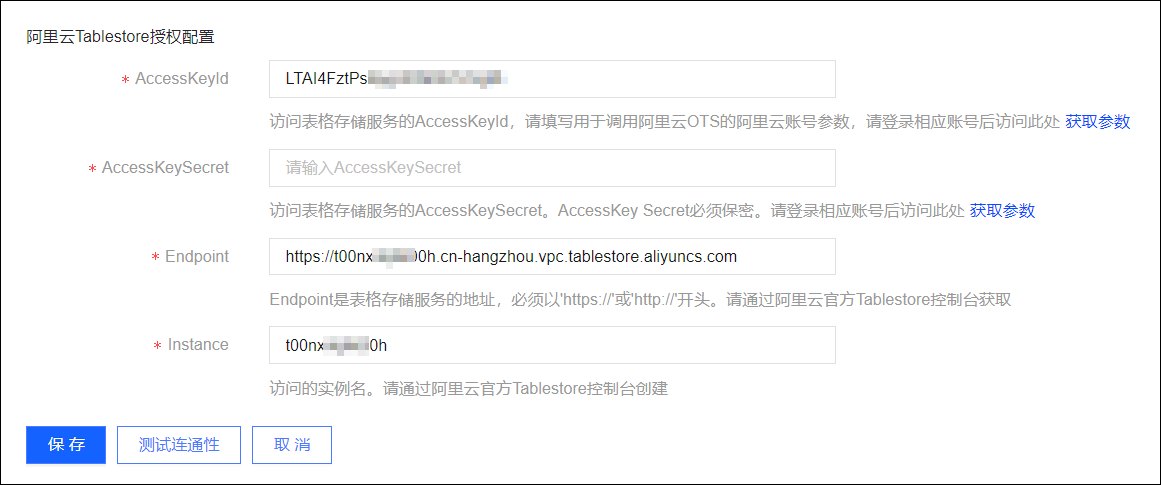 阿里云Tablestore授权配置
* AccessKeyId LTAI4FztPs
访问表格存储服务的AccessKeyId，请填写用于调用阿里云OTS的阿里云账号参数，请登录相应账号后访问此处 获取参数
* AccessKeySecret 请输入AccessKeySecret
访问表格存储服务的AccessKeySecret。AccessKey Secret必须保密。请登录相应账号后访问此处 获取参数
* Endpoint https://t00nx 00h.cn-hangzhou.vpc.tablestore.aliyuncs.com
Endpoint是表格存储服务的地址，必须以'https://'或'http://'开头。请通过阿里云官方Tablestore控制台获取
* Instance t00nx 0h
访问的实例名。请通过阿里云官方Tablestore控制台创建
保 存 测试连通性 取 消